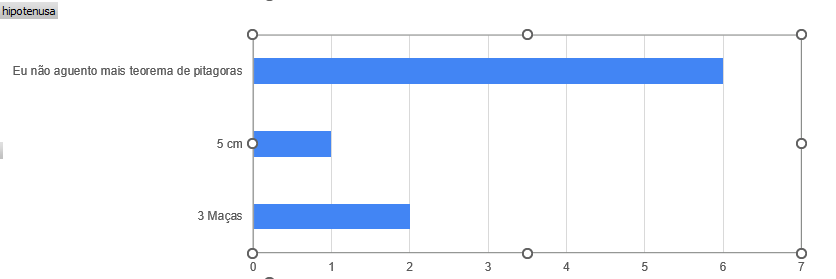 hipotenusa
Eu não aguento mais teorema de pitagoras
5 cm
3 Maças
0 1 2 3 4 5 6 7